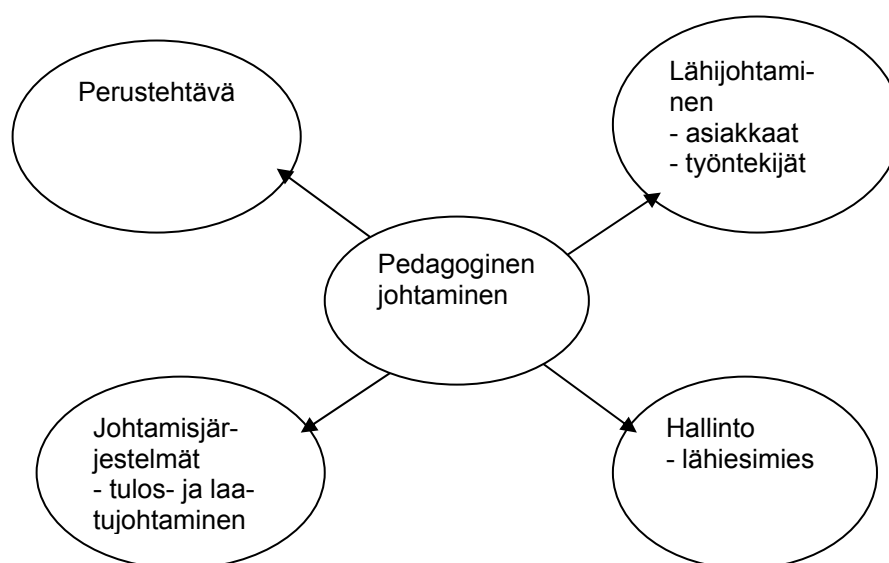 Perustehtävä
Lähijohtami-
nen
- asiakkaat
- työntekijät
Pedagoginen
johtaminen
Johtamisjär-
jestelmät
- tulos- ja laa-
tujohtaminen
Hallinto
- lähiesimies